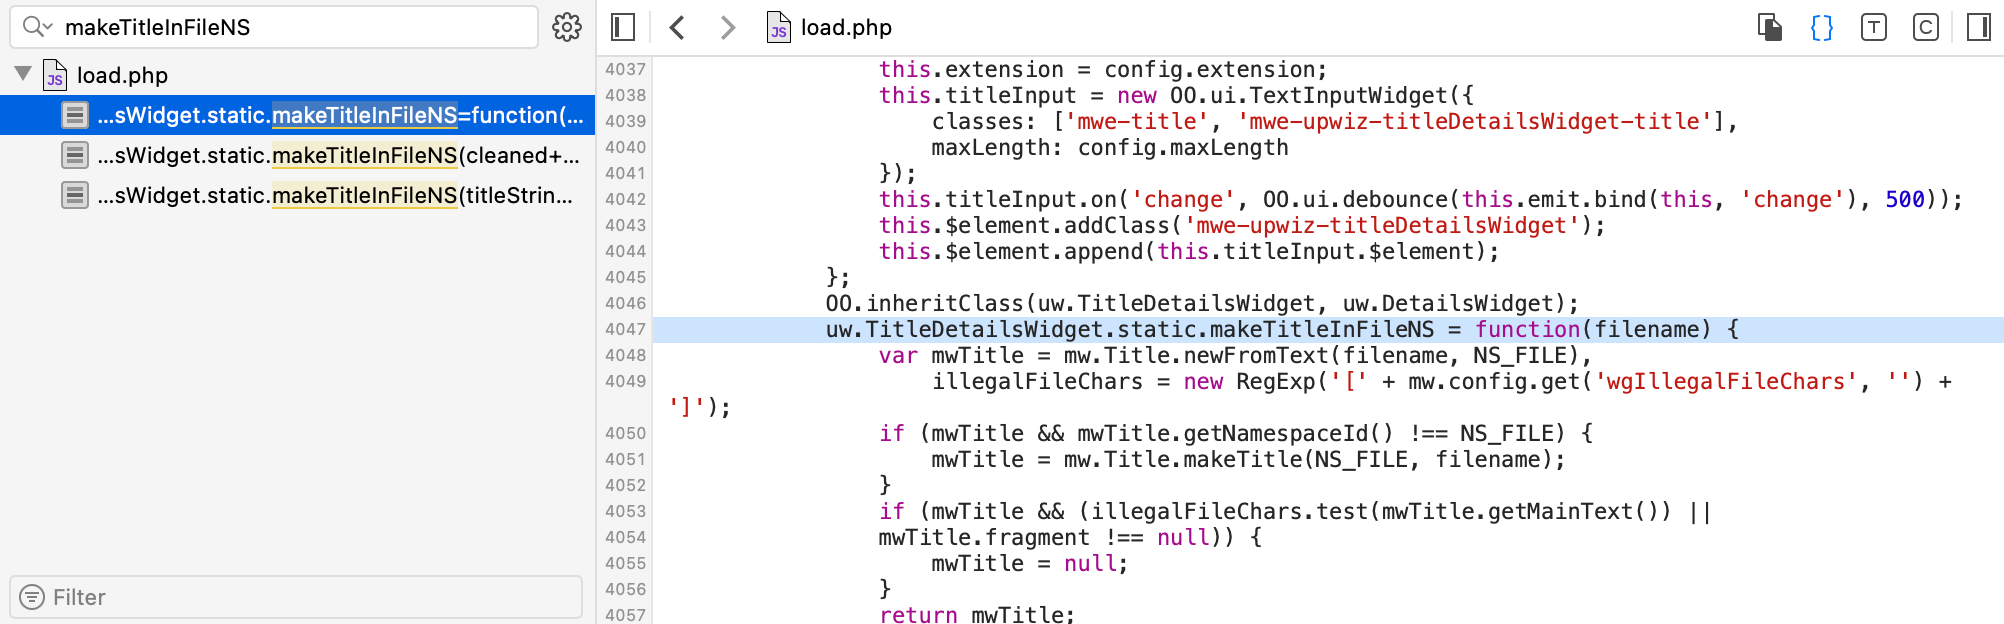 makeTitleInFileNS
load.php
...sWidget.static.makeTitleInFileNS=function(...
...sWidget.static.makeTitleInFileNS(cleaned+...
...sWidget.static.makeTitleInFileNS(titleStrin...
Filter
load.php
4037 this.extension = config.extension;
4038 this.titleInput = new OO.ui.TextInputWidget({
4039 classes: ['mwe-title', 'mwe-upwiz-titleDetailsWidget-title'],
4040 maxLength: config.maxLength
4041 });
4042 this.titleInput.on('change', OO.ui.debounce(this.emit.bind(this, 'change'), 500));
4043 this.$element.addClass('mwe-upwiz-titleDetailsWidget');
4044 this.$element.append(this.titleInput.$element);
4045 };
4046 OO.inheritClass(uw.TitleDetailsWidget, uw.DetailsWidget);
4047 uw.TitleDetailsWidget.static.makeTitleInFileNS = function(filename) {
4048 var mwTitle = mw.Title.newFromText(filename, NS_FILE),
4049 illegalFileChars = new RegExp('[' + mw.config.get('wgIllegalFileChars', '') +
']');
4050 if (mwTitle && mwTitle.getNamespaceId() !== NS_FILE) {
4051 mwTitle = mw.Title.makeTitle(NS_FILE, filename);
4052 }
4053 if (mwTitle && (illegalFileChars.test(mwTitle.getMainText()) ||
4054 mwTitle.fragment !== null)) {
4055 mwTitle = null;
4056 }
4057 return mwTitle;